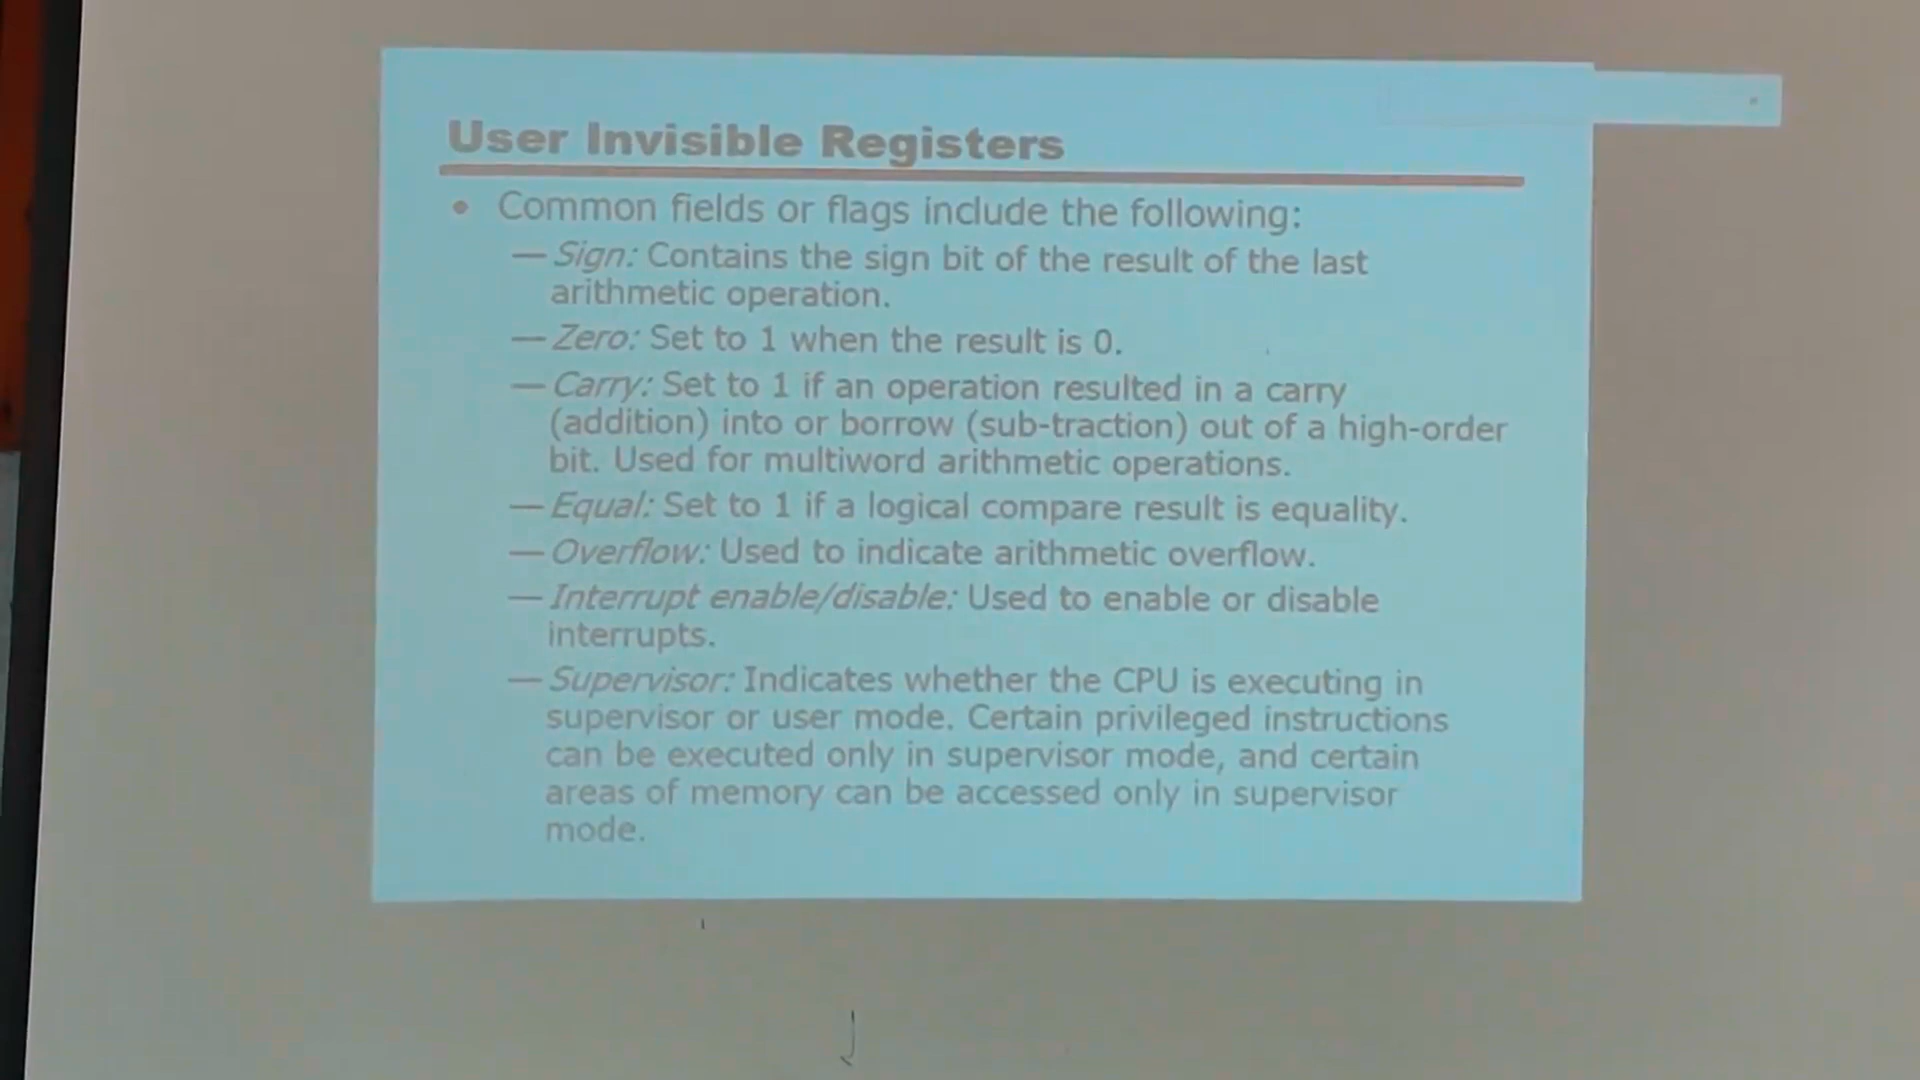 User Invisible Registers
• Common fields or flags include the following:
— Sign: Contains the sign bit of the result of the last
arithmetic operation.
— Zero: Set to 1 when the result is 0.
— Carry: Set to 1 if an operation resulted in a carry
(addition) into or borrow (sub-traction) out of a high-order
bit. Used for multiword arithmetic operations.
— Equal: Set to 1 if a logical compare result is equality.
— Overflow: Used to indicate arithmetic overflow.
— Interrupt enable/disable: Used to enable or disable
interrupts.
— Supervisor: Indicates whether the CPU is executing in
supervisor or user mode. Certain privileged instructions
can be executed only in supervisor mode, and certain
areas of memory can be accessed only in supervisor
mode.